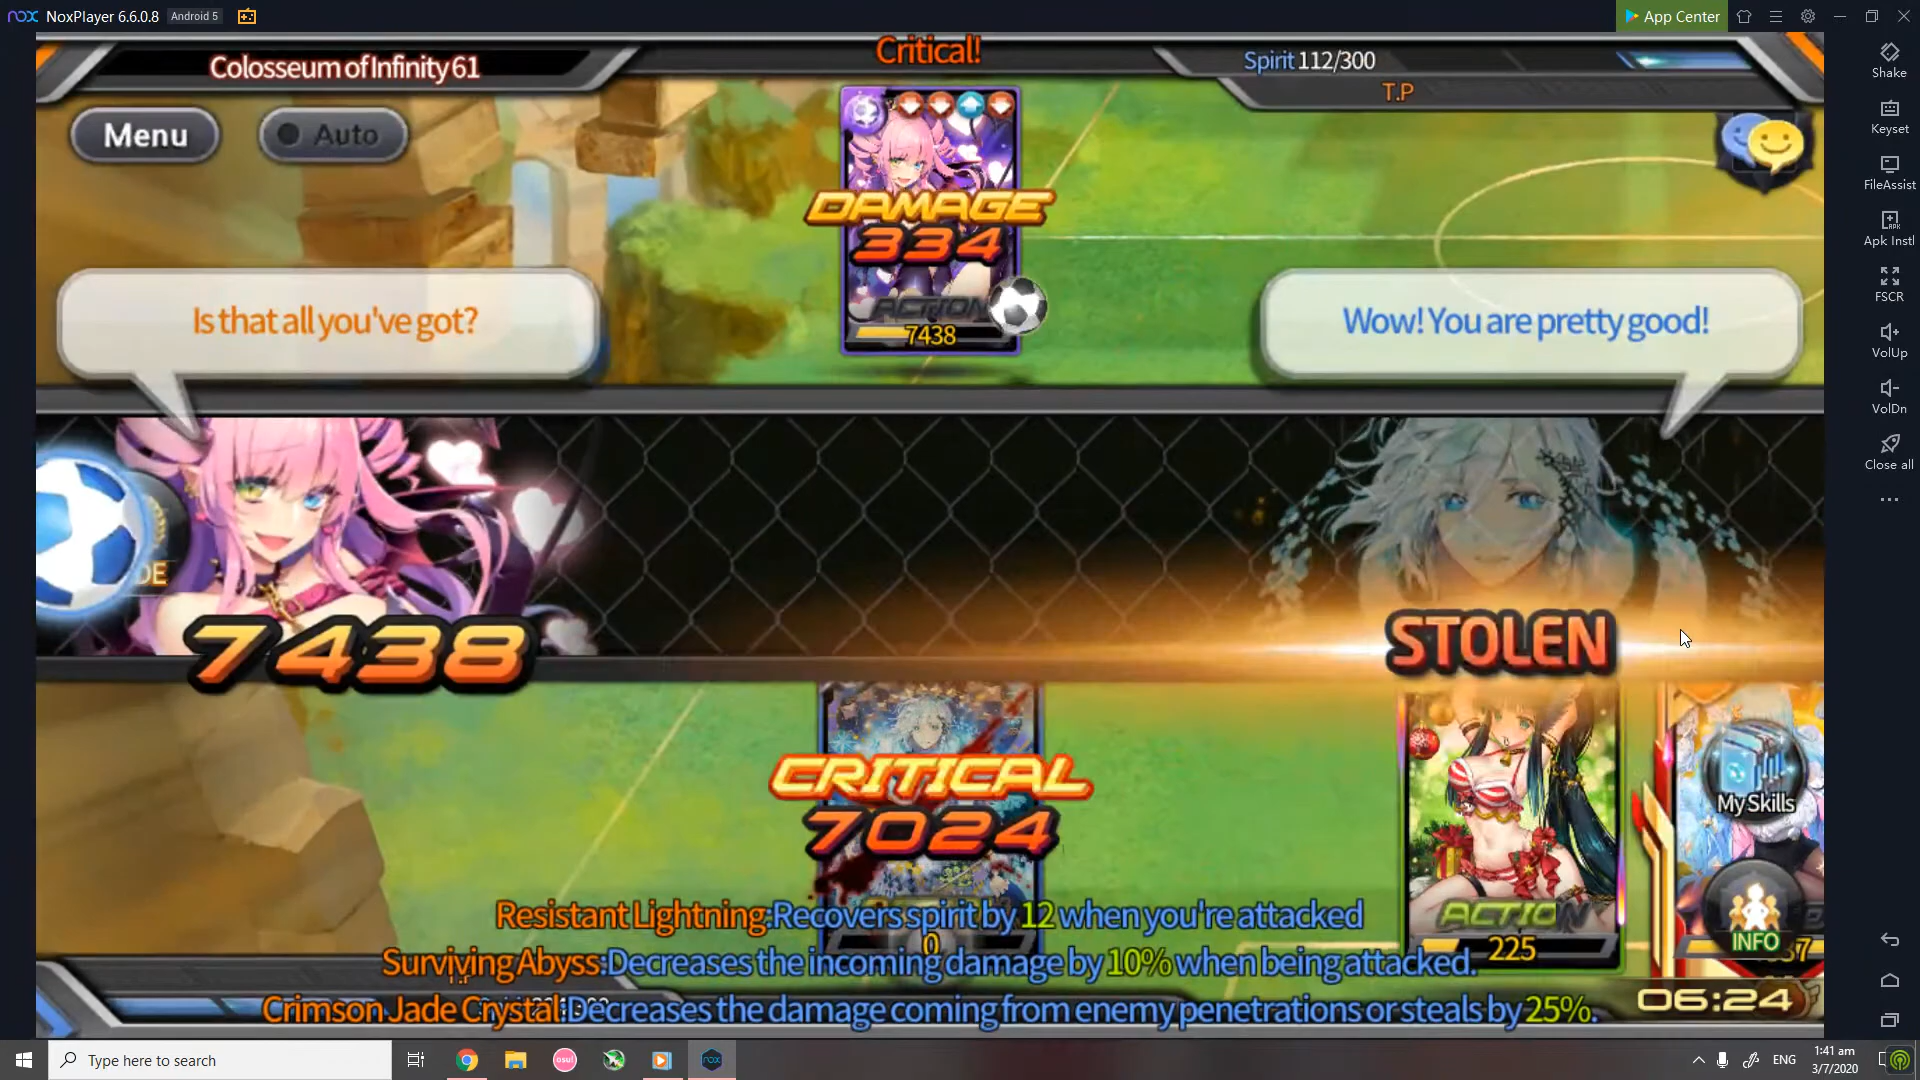 nox NoxPlayer 6.6.0.8 Android 5
App Center
Colosseum of Infinity 61
Critical!
Spirit 112/300
T.P
Menu
Auto
DAMAGE
334
ACTION
7438
Is that all you've got?
Wow! You are pretty good!
DE
7438
STOLEN
CRITICAL
7024
My Skills
ACTION
225
INFO
0
Resistant Lightning:Recovers spirit by 12 when you're attacked
Surviving Abyss:Decreases the incoming damage by 10% when being attacked.
Crimson Jade Crystal:Decreases the damage coming from enemy penetrations or steals by 25%.
06:24
Shake
Keyset
FileAssist
Apk Instl
FSCR
VolUp
VolDn
Close all
Type here to search
osu!
nox
ENG
1:41 am
3/7/2020